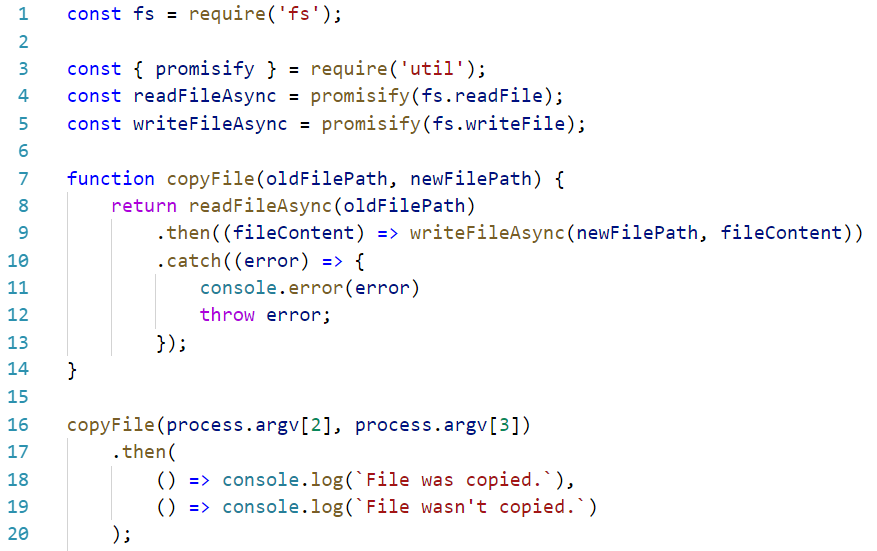 1 const fs = require('fs');
2
3 const { promisify } = require('util');
4 const readFileAsync = promisify(fs.readFile);
5 const writeFileAsync = promisify(fs.writeFile);
6
7 function copyFile(oldFilePath, newFilePath) {
8     return readFileAsync(oldFilePath)
9         .then((fileContent) => writeFileAsync(newFilePath, fileContent))
10         .catch((error) => {
11             console.error(error)
12             throw error;
13         });
14 }
15
16 copyFile(process.argv[2], process.argv[3])
17     .then(
18         () => console.log(`File was copied.`),
19         () => console.log(`File wasn't copied.`)
20     );